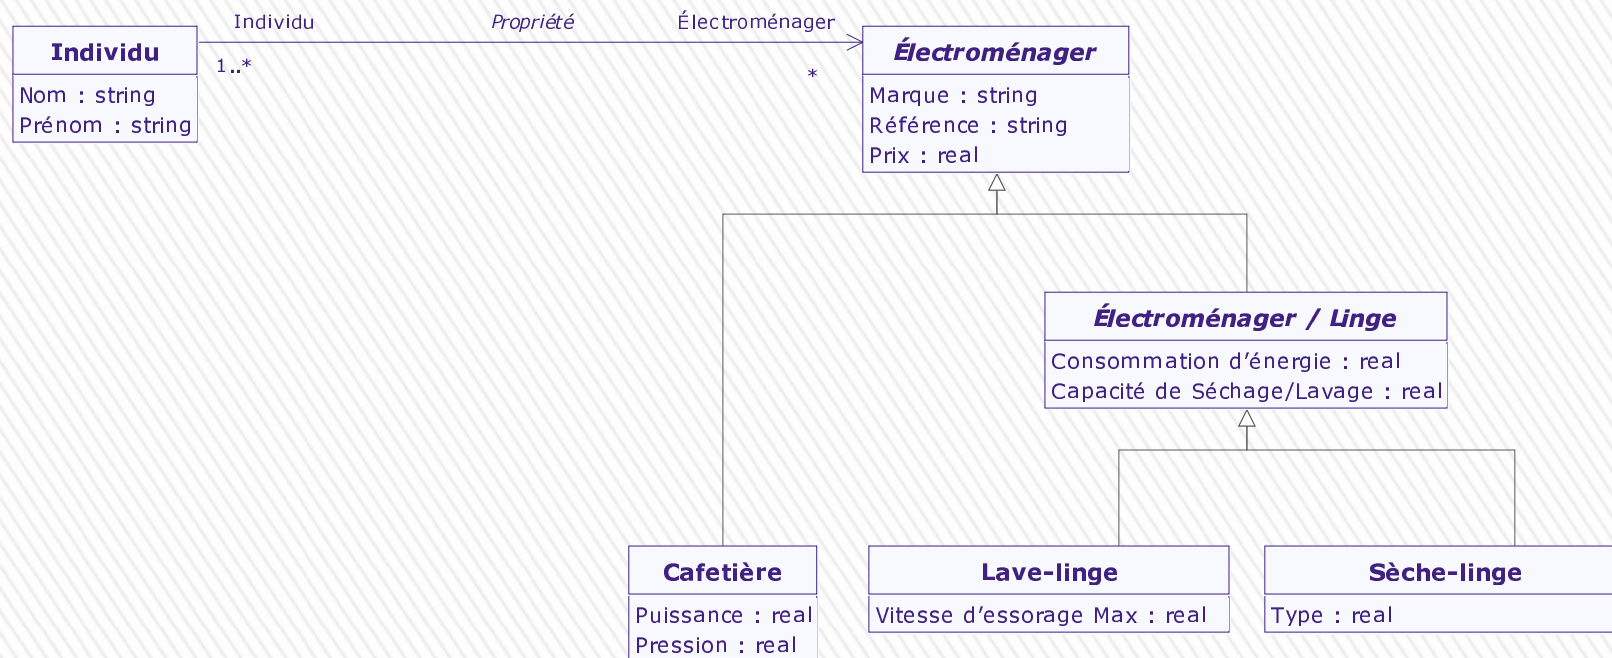 Individu
Propriété
Électroménager
Individu
1..*
*
Nom : string
Prénom : string
Électroménager
Marque : string
Référence : string
Prix : real
Électroménager / Linge
Consommation d’énergie : real
Capacité de Séchage/Lavage : real
Cafetière
Puissance : real
Pression : real
Lave-linge
Vitesse d’essorage Max : real
Sèche-linge
Type : real